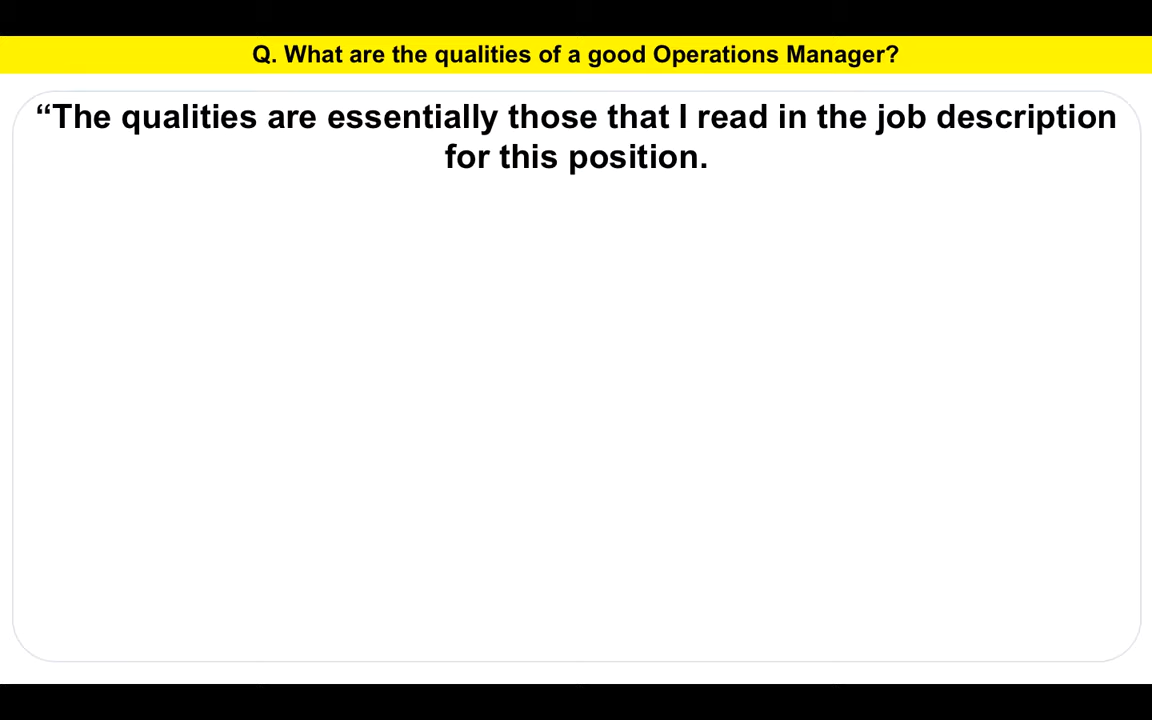 Q. What are the qualities of a good Operations Manager?
“The qualities are essentially those that I read in the job description
for this position.